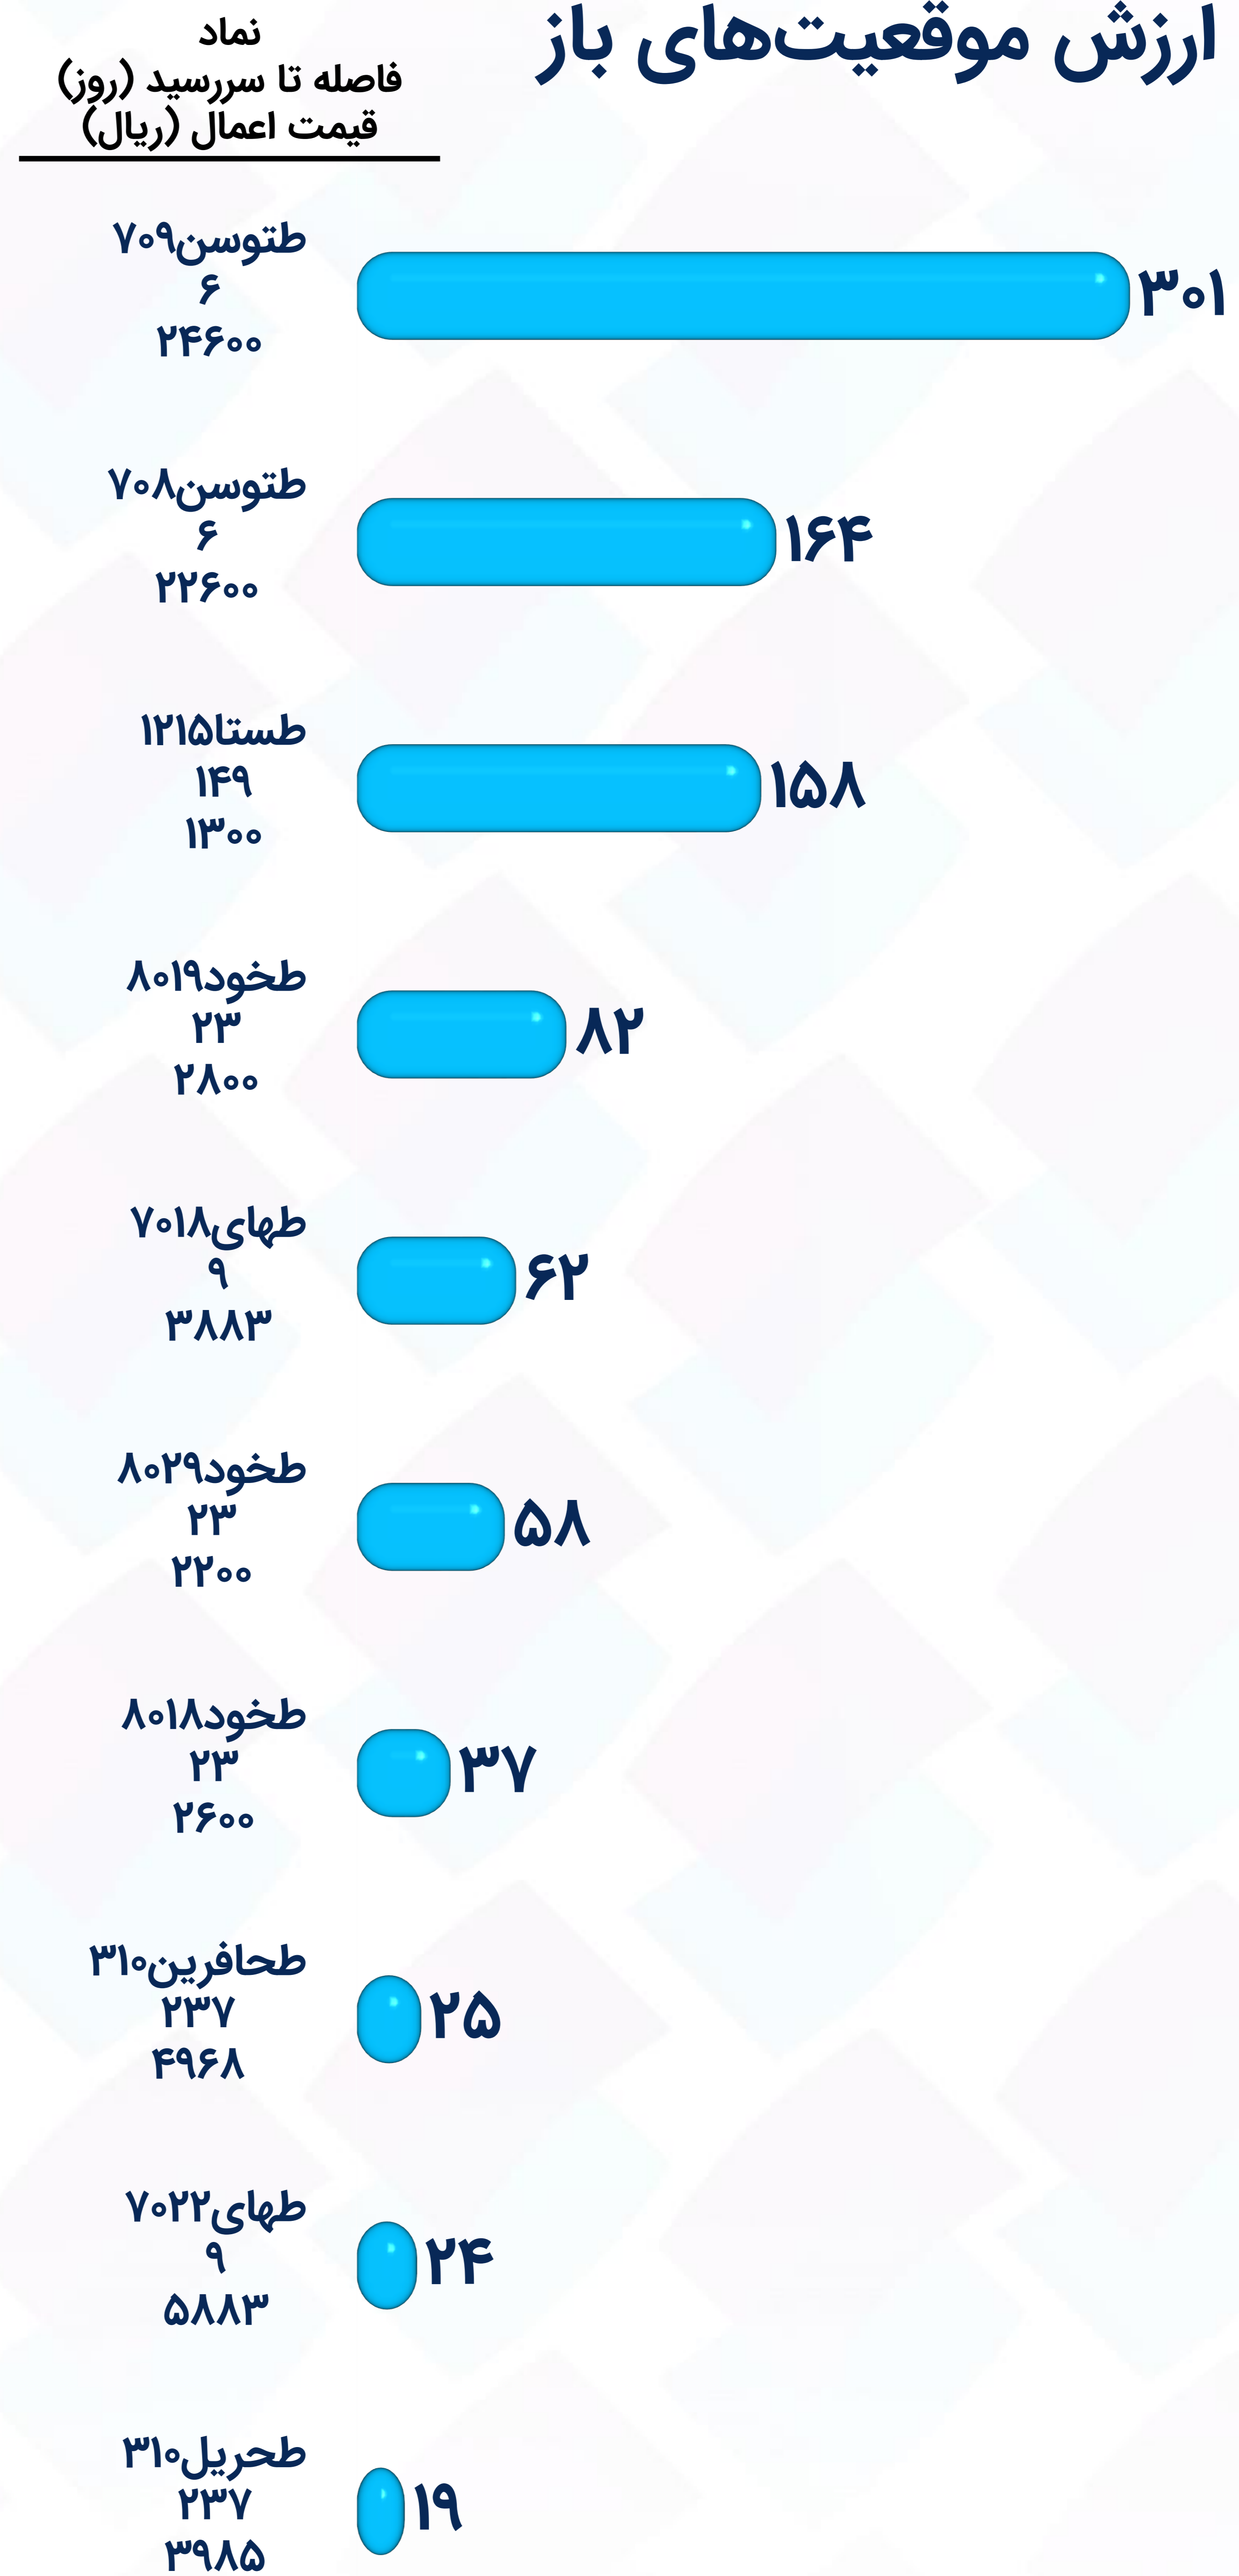 ارزش موقعیت‌های باز
نماد
فاصله تا سررسید (روز)
قیمت اعمال (ریال)
طتوسن۷۰۹
۶
۲۴۶۰۰
۳۰۱
طتوسن۷۰۸
۶
۲۲۶۰۰
۱۶۴
طستا۱۲۱۵
۱۴۹
۱۳۰۰
۱۵۸
طخود۸۰۱۹
۲۳
۲۸۰۰
۸۲
طهای۷۰۱۸
۹
۳۸۸۳
۶۲
طخود۸۰۲۹
۲۳
۲۲۰۰
۵۸
طخود۸۰۱۸
۲۳
۲۶۰۰
۳۷
طحافرین۳۱۰
۲۳۷
۴۹۶۸
۲۵
طهای۷۰۲۲
۹
۵۸۸۳
۲۴
طحریل۳۱۰
۲۳۷
۳۹۸۵
۱۹